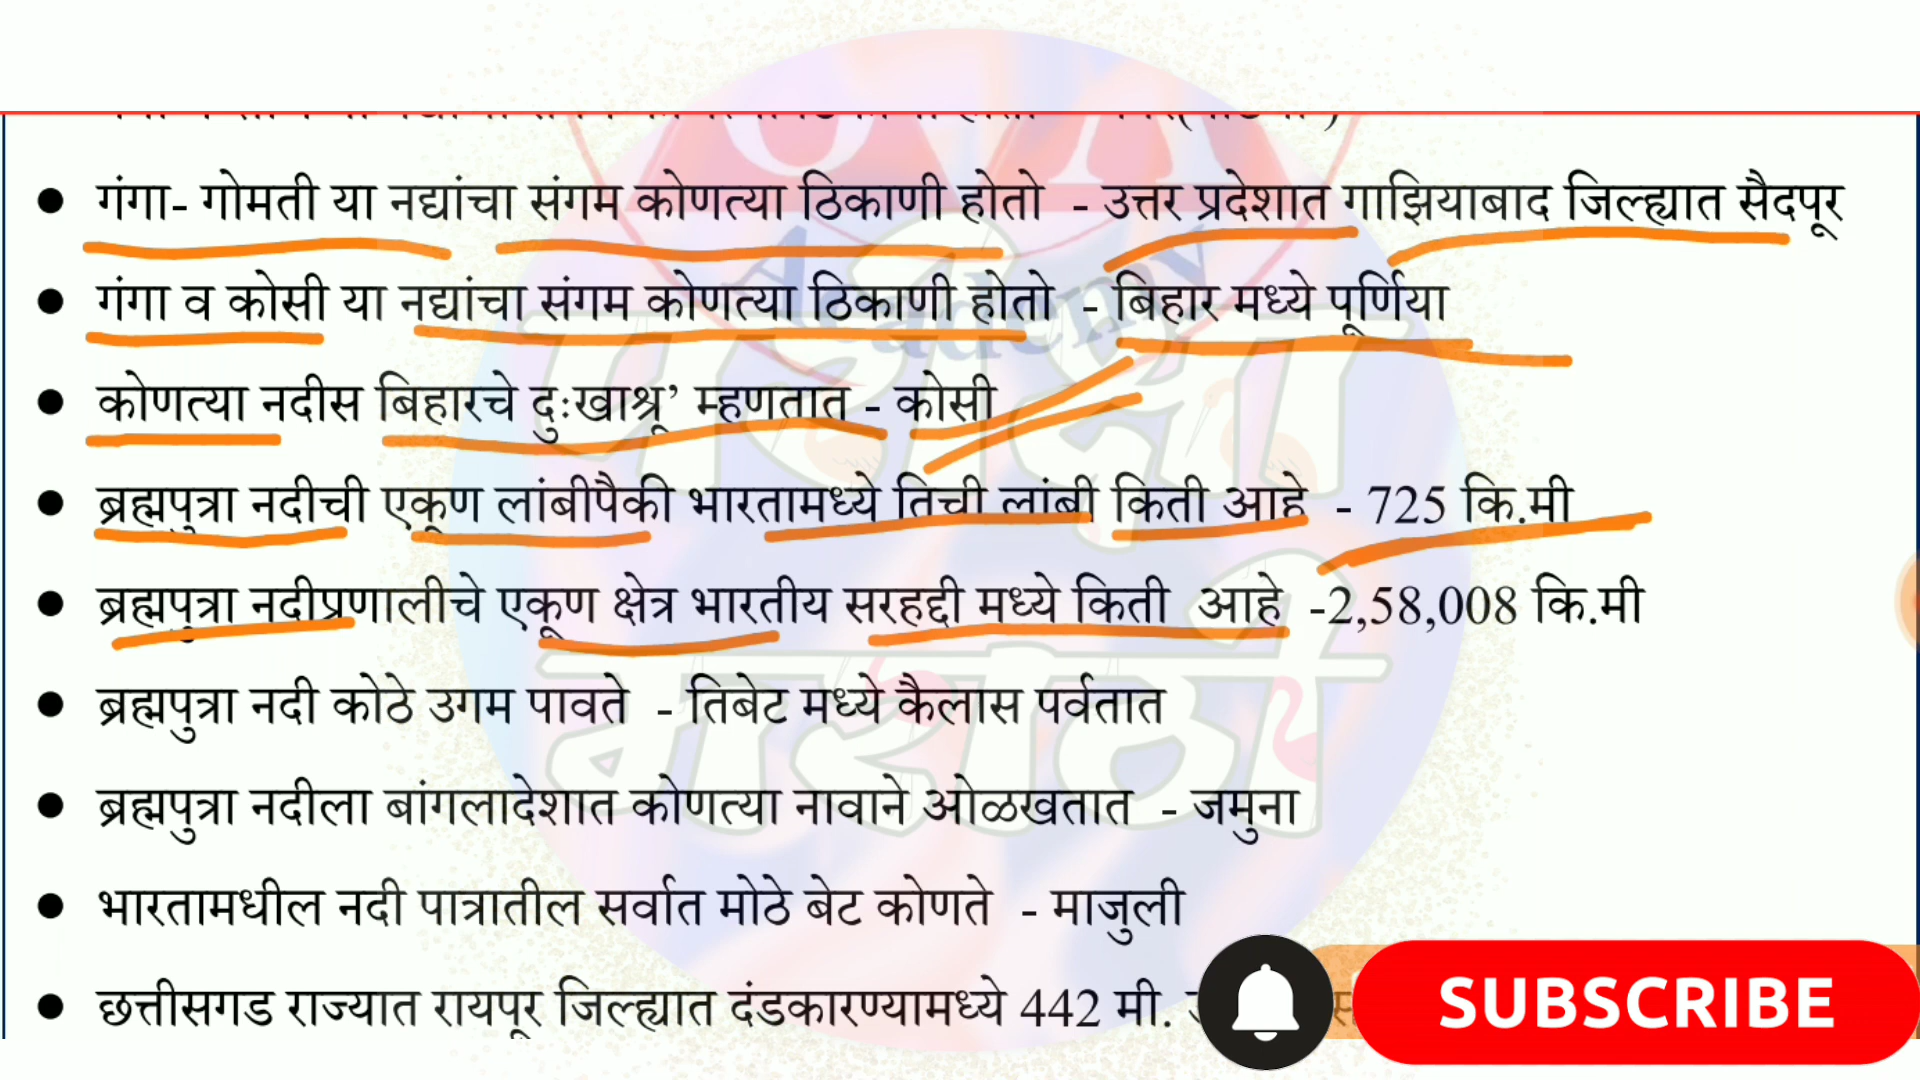 गंगा- गोमती या नद्यांचा संगम कोणत्या ठिकाणी होतो - उत्तर प्रदेशात गाझियाबाद जिल्ह्यात सैदपूर
गंगा व कोसी या नद्यांचा संगम कोणत्या ठिकाणी होतो - बिहार मध्ये पूर्णिया
कोणत्या नदीस बिहारचे दुःखाश्रू’ म्हणतात - कोसी
ब्रह्मपुत्रा नदीची एकूण लांबीपैकी भारतामध्ये तिची लांबी किती आहे - 725 कि.मी
ब्रह्मपुत्रा नदीप्रणालीचे एकूण क्षेत्र भारतीय सरहद्दी मध्ये किती आहे -2,58,008 कि.मी
ब्रह्मपुत्रा नदी कोठे उगम पावते - तिबेट मध्ये कैलास पर्वतात
ब्रह्मपुत्रा नदीला बांगलादेशात कोणत्या नावाने ओळखतात - जमुना
भारतामधील नदी पात्रातील सर्वात मोठे बेट कोणते - माजुली
छत्तीसगड राज्यात रायपूर जिल्ह्यात दंडकारण्यामध्ये 442 मी.
SUBSCRIBE
Academy
परीक्षा
मराठी